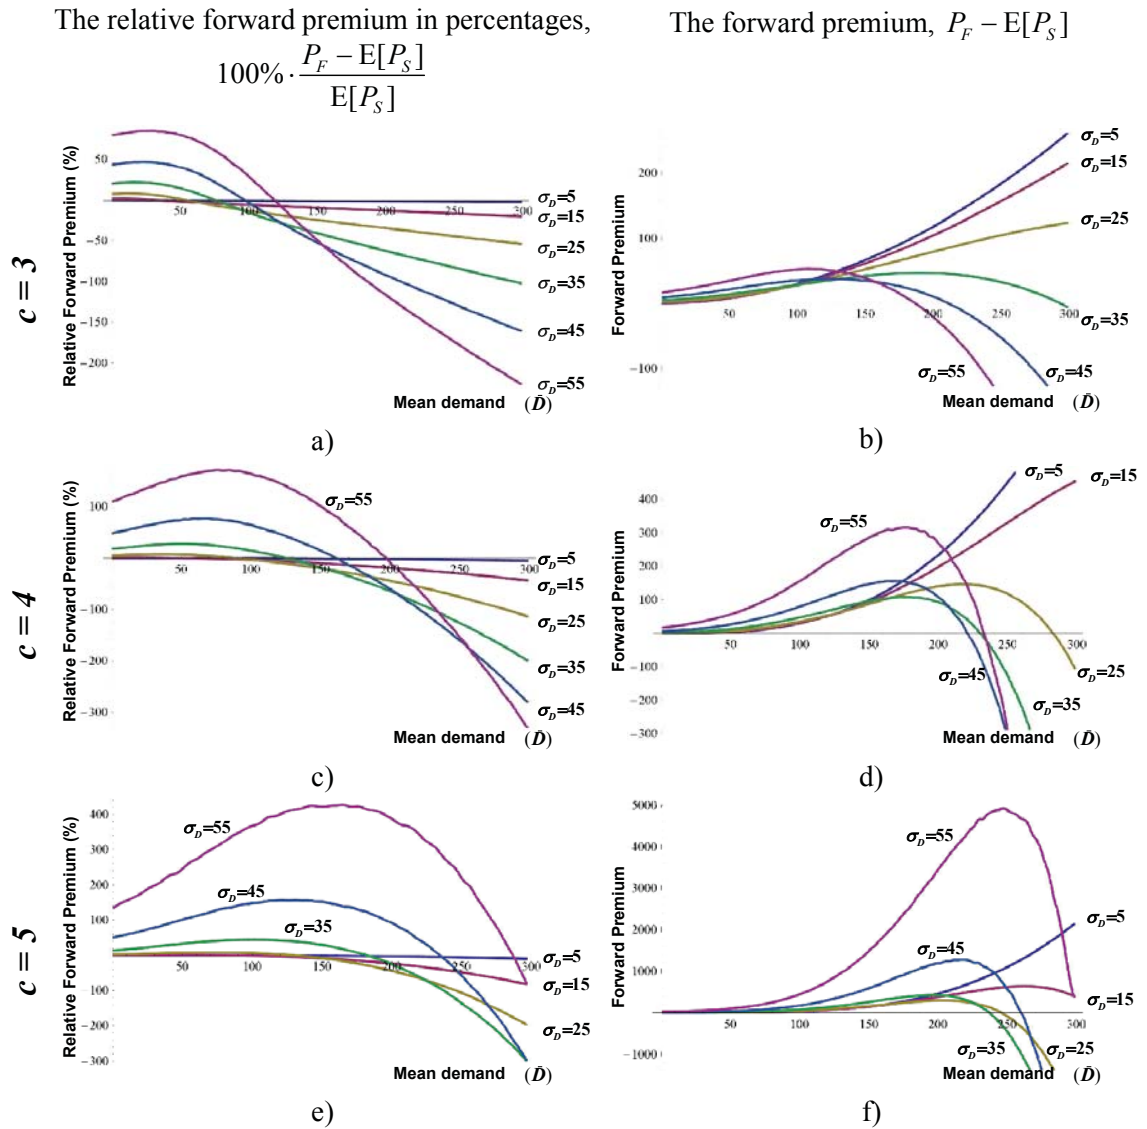 The relative forward premium in percentages,
100% · (P_F − E[P_S]) / E[P_S]
The forward premium, P_F − E[P_S]
c = 3
Relative Forward Premium (%)
50
−50
−100
−150
−200
50 100 150 200 250 300
σ_D=5
σ_D=15
σ_D=25
σ_D=35
σ_D=45
σ_D=55
Mean demand (D̄)
a)
Forward Premium
200
100
−100
50 100 150 200 250 300
σ_D=5
σ_D=15
σ_D=25
σ_D=35
σ_D=55
σ_D=45
Mean demand (D̄)
b)
c = 4
Relative Forward Premium (%)
100
−100
−200
−300
50 100 150 200 250 300
σ_D=55
σ_D=5
σ_D=15
σ_D=25
σ_D=35
σ_D=45
Mean demand (D̄)
c)
Forward Premium
400
300
200
100
−100
−200
−300
50 100 150 200 250 300
σ_D=5
σ_D=15
σ_D=55
σ_D=45
σ_D=25
σ_D=35
Mean demand (D̄)
d)
c = 5
Relative Forward Premium (%)
400
300
200
100
100
−200
−300
50 100 150 200 250 300
σ_D=55
σ_D=45
σ_D=35
σ_D=5
σ_D=15
σ_D=25
Mean demand (D̄)
e)
Forward Premium
5000
4000
3000
2000
1000
−1000
50 100 150 200 250 300
σ_D=55
σ_D=5
σ_D=45
σ_D=15
σ_D=35
σ_D=25
Mean demand (D̄)
f)